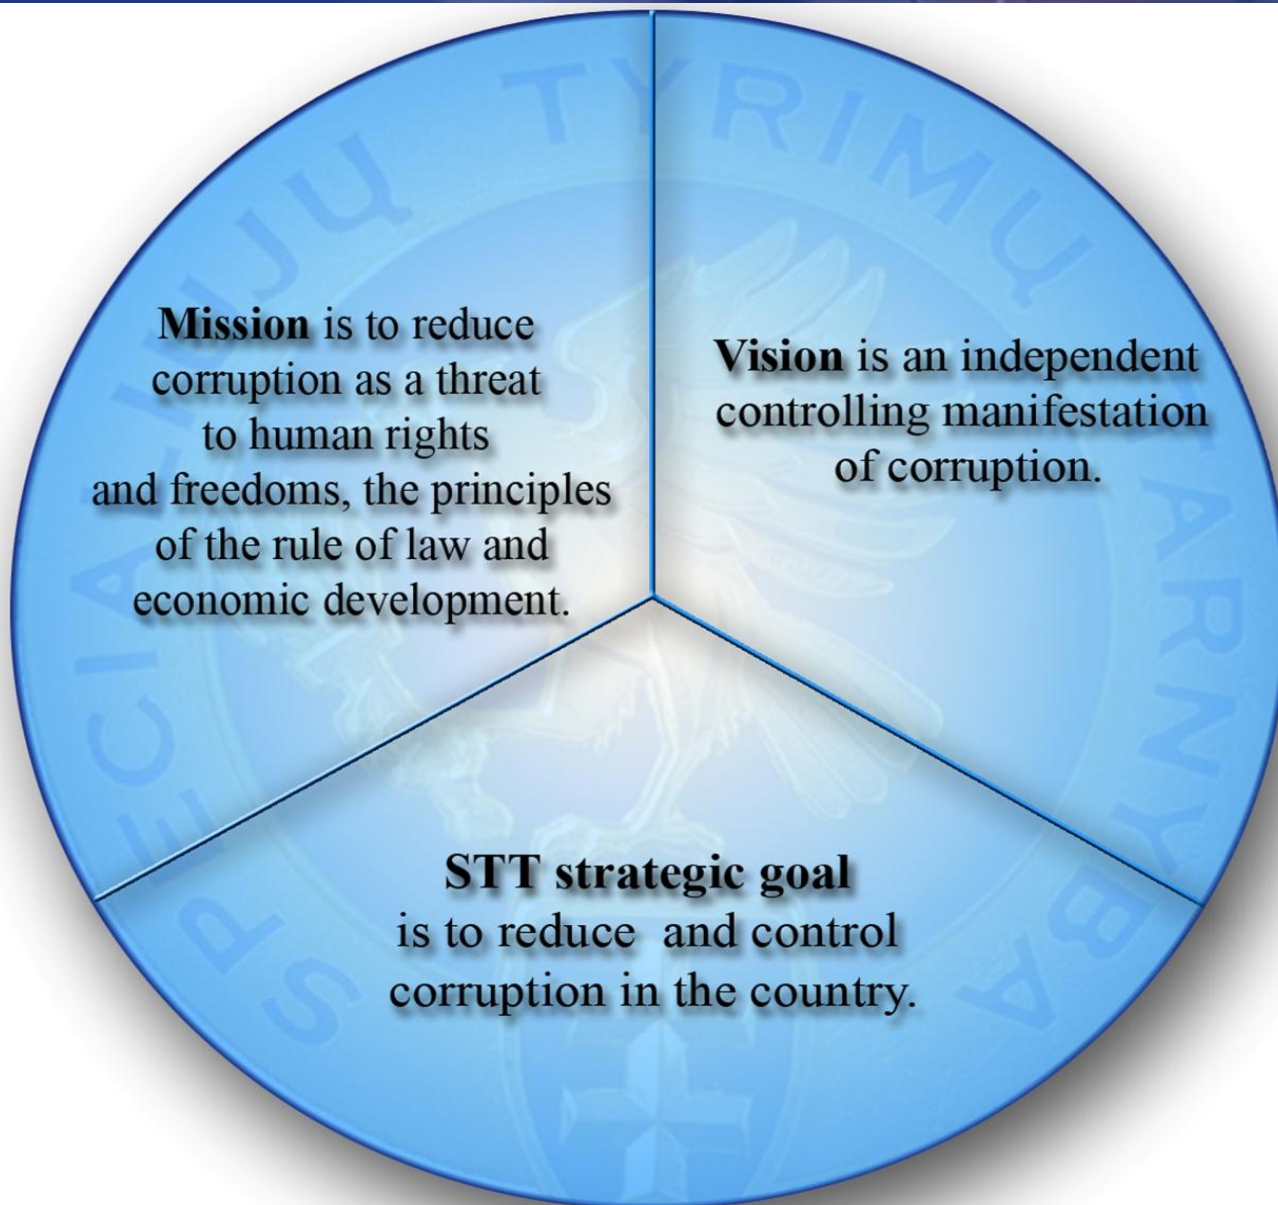 SPECIALIŲJŲ TYRIMŲ TARNYBA
Mission is to reduce
corruption as a threat
to human rights
and freedoms, the principles
of the rule of law and
economic development.
Vision is an independent
controlling manifestation
of corruption.
STT strategic goal
is to reduce and control
corruption in the country.